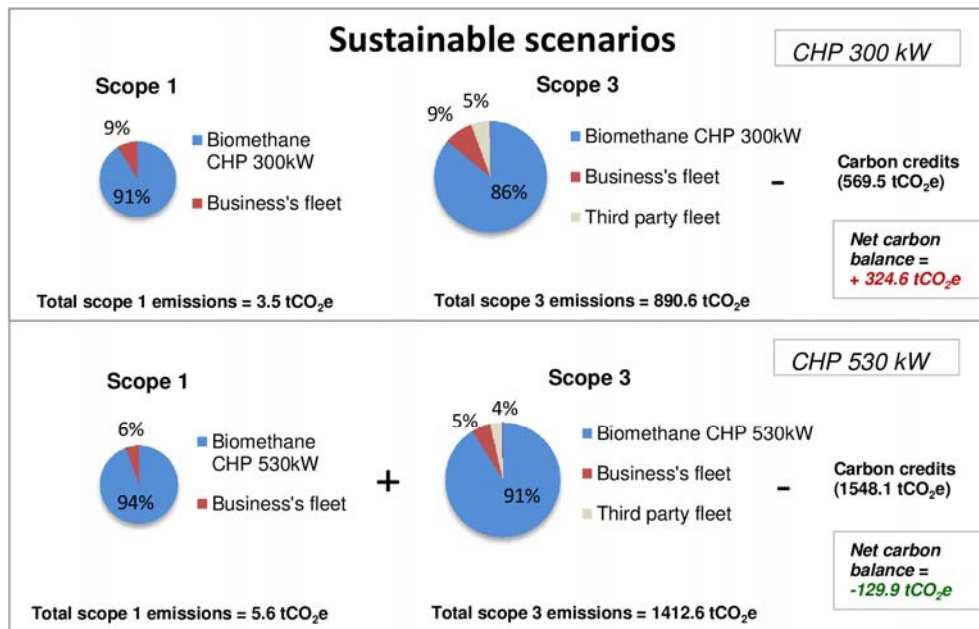 Sustainable scenarios
CHP 300 kW
Scope 1
9%
91%
Biomethane
CHP 300kW
Business's fleet
Total scope 1 emissions = 3.5 tCO₂e
Scope 3
5%
9%
86%
Biomethane CHP 300kW
Business's fleet
Third party fleet
Total scope 3 emissions = 890.6 tCO₂e
-
Carbon credits
(569.5 tCO₂e)
Net carbon
balance =
+ 324.6 tCO₂e
CHP 530 kW
Scope 1
6%
94%
Biomethane
CHP 530kW
Business's fleet
Total scope 1 emissions = 5.6 tCO₂e
+
Scope 3
4%
5%
91%
Biomethane CHP 530kW
Business's fleet
Third party fleet
Total scope 3 emissions = 1412.6 tCO₂e
-
Carbon credits
(1548.1 tCO₂e)
Net carbon
balance =
-129.9 tCO₂e